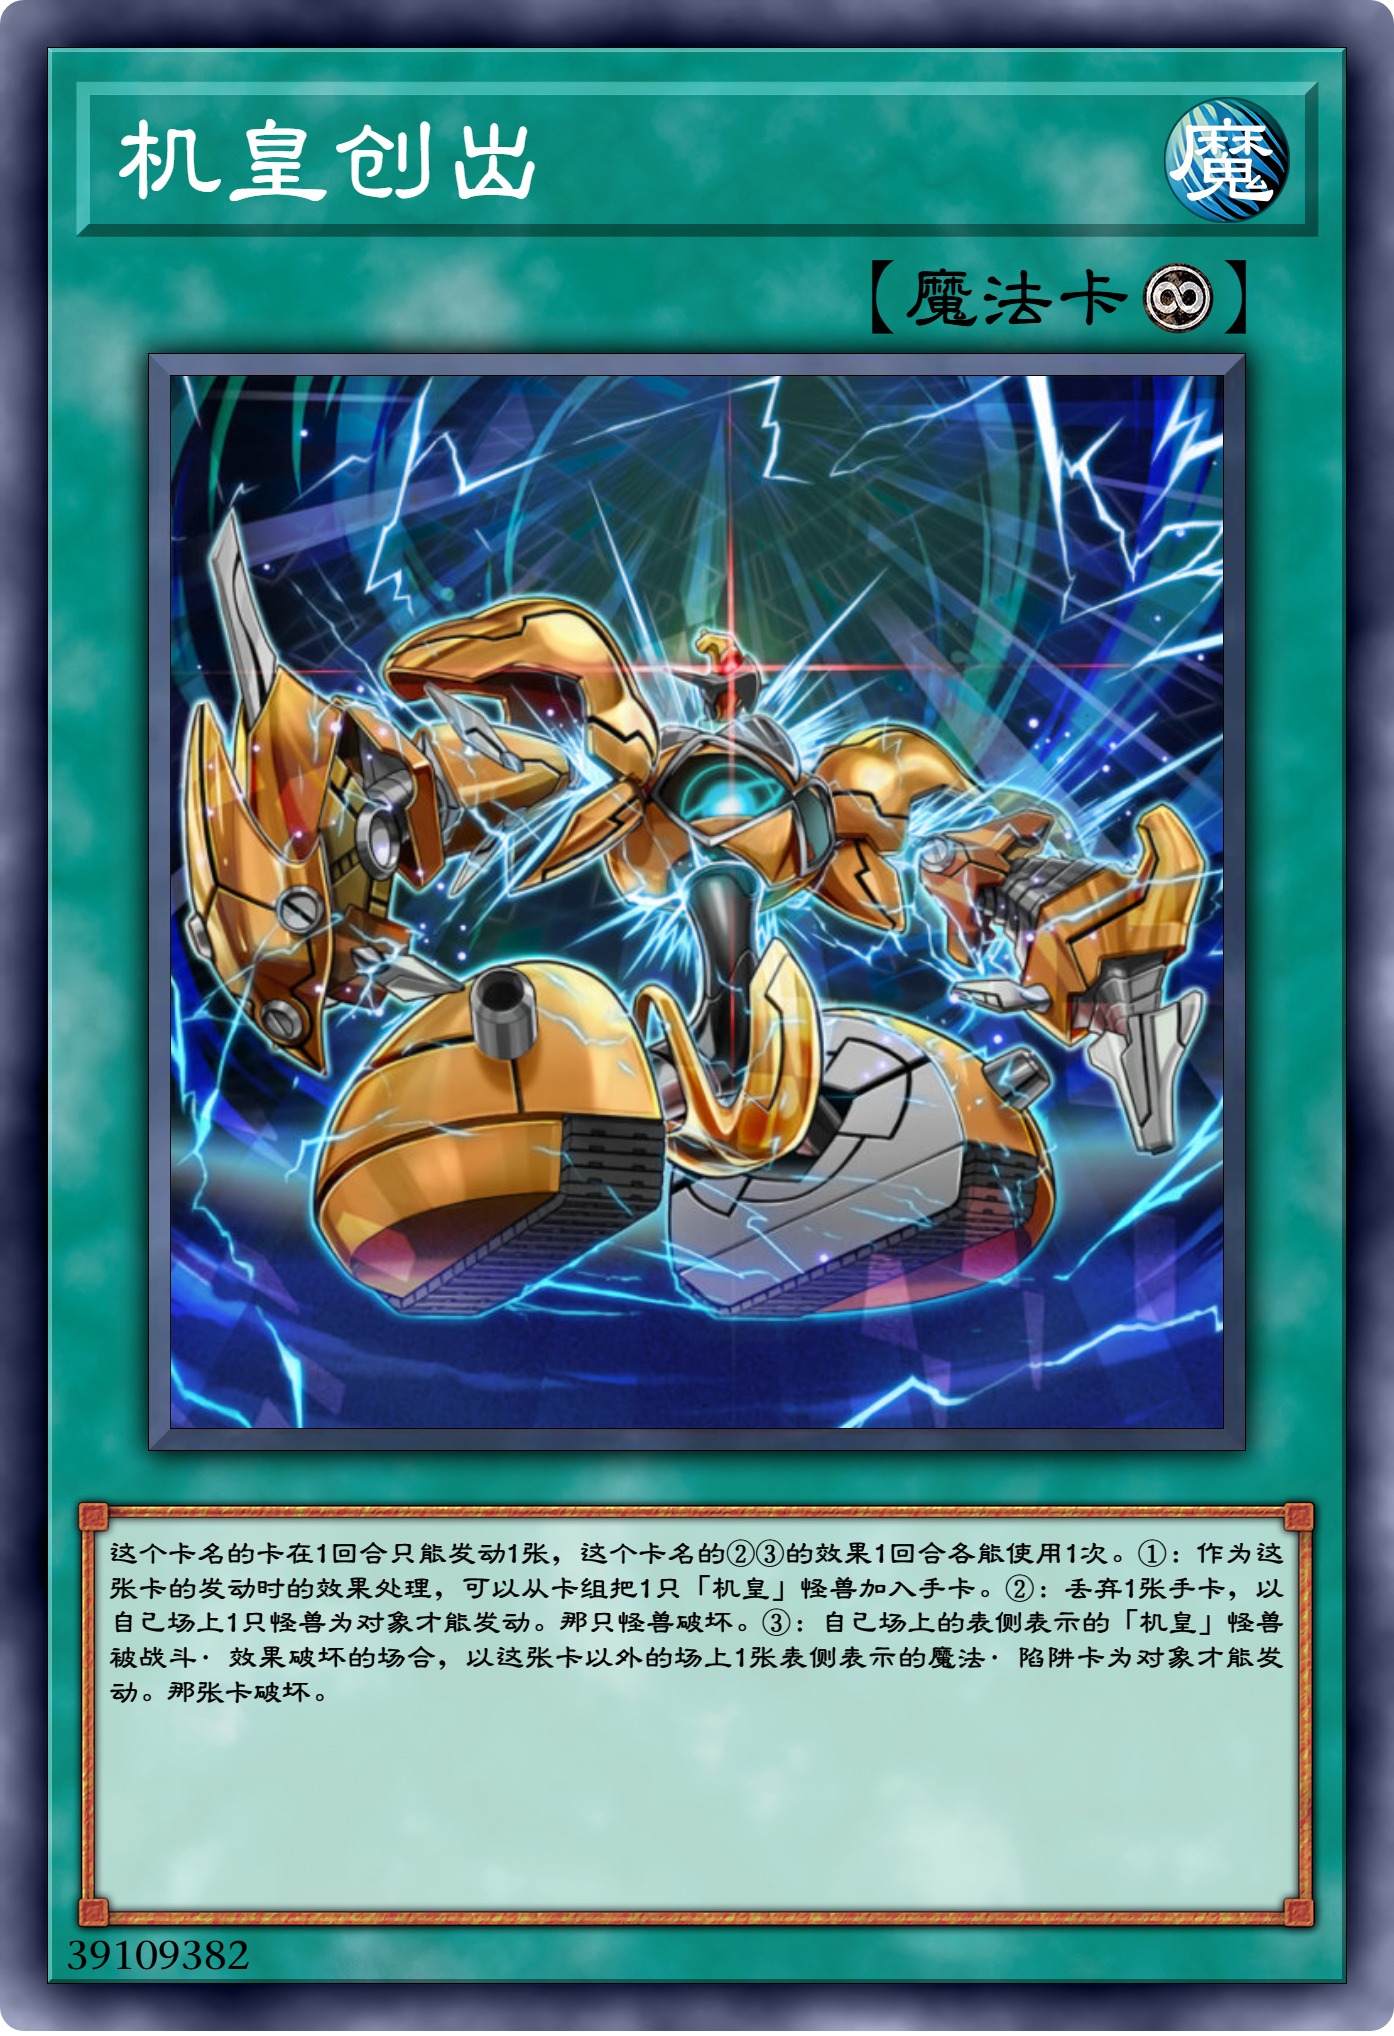 机皇创出
魔
【魔法卡】
这个卡名的卡在1回合只能发动1张，这个卡名的②③的效果1回合各能使用1次。①：作为这
张卡的发动时的效果处理，可以从卡组把1只「机皇」怪兽加入手卡。②：丢弃1张手卡，以
自己场上1只怪兽为对象才能发动。那只怪兽破坏。③：自己场上的表侧表示的「机皇」怪兽
被战斗·效果破坏的场合，以这张卡以外的场上1张表侧表示的魔法·陷阱卡为对象才能发
动。那张卡破坏。
39109382